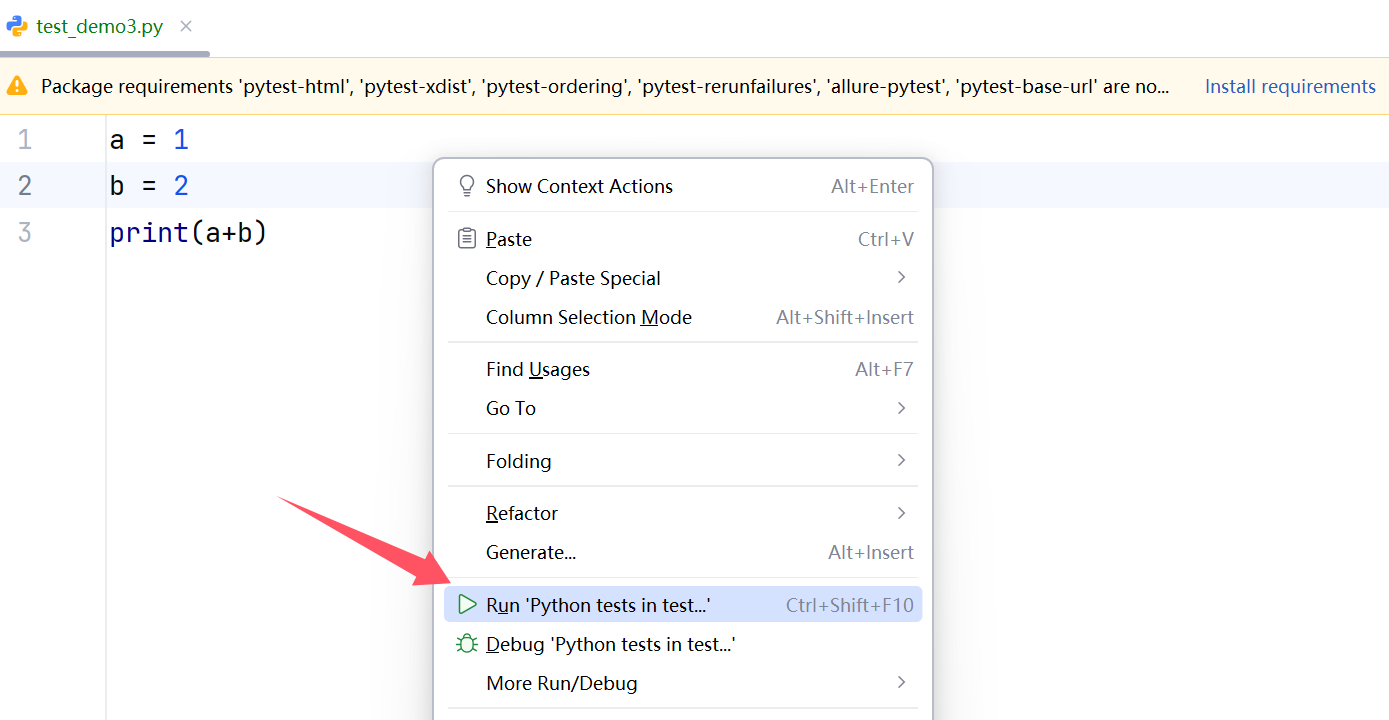 test_demo3.py
Package requirements 'pytest-html', 'pytest-xdist', 'pytest-ordering', 'pytest-rerunfailures', 'allure-pytest', 'pytest-base-url' are no... Install requirements
1 a = 1
2 b = 2
3 print(a+b)
Show Context Actions Alt+Enter
Paste Ctrl+V
Copy / Paste Special
Column Selection Mode Alt+Shift+Insert
Find Usages Alt+F7
Go To
Folding
Refactor
Generate... Alt+Insert
Run 'Python tests in test...' Ctrl+Shift+F10
Debug 'Python tests in test...'
More Run/Debug